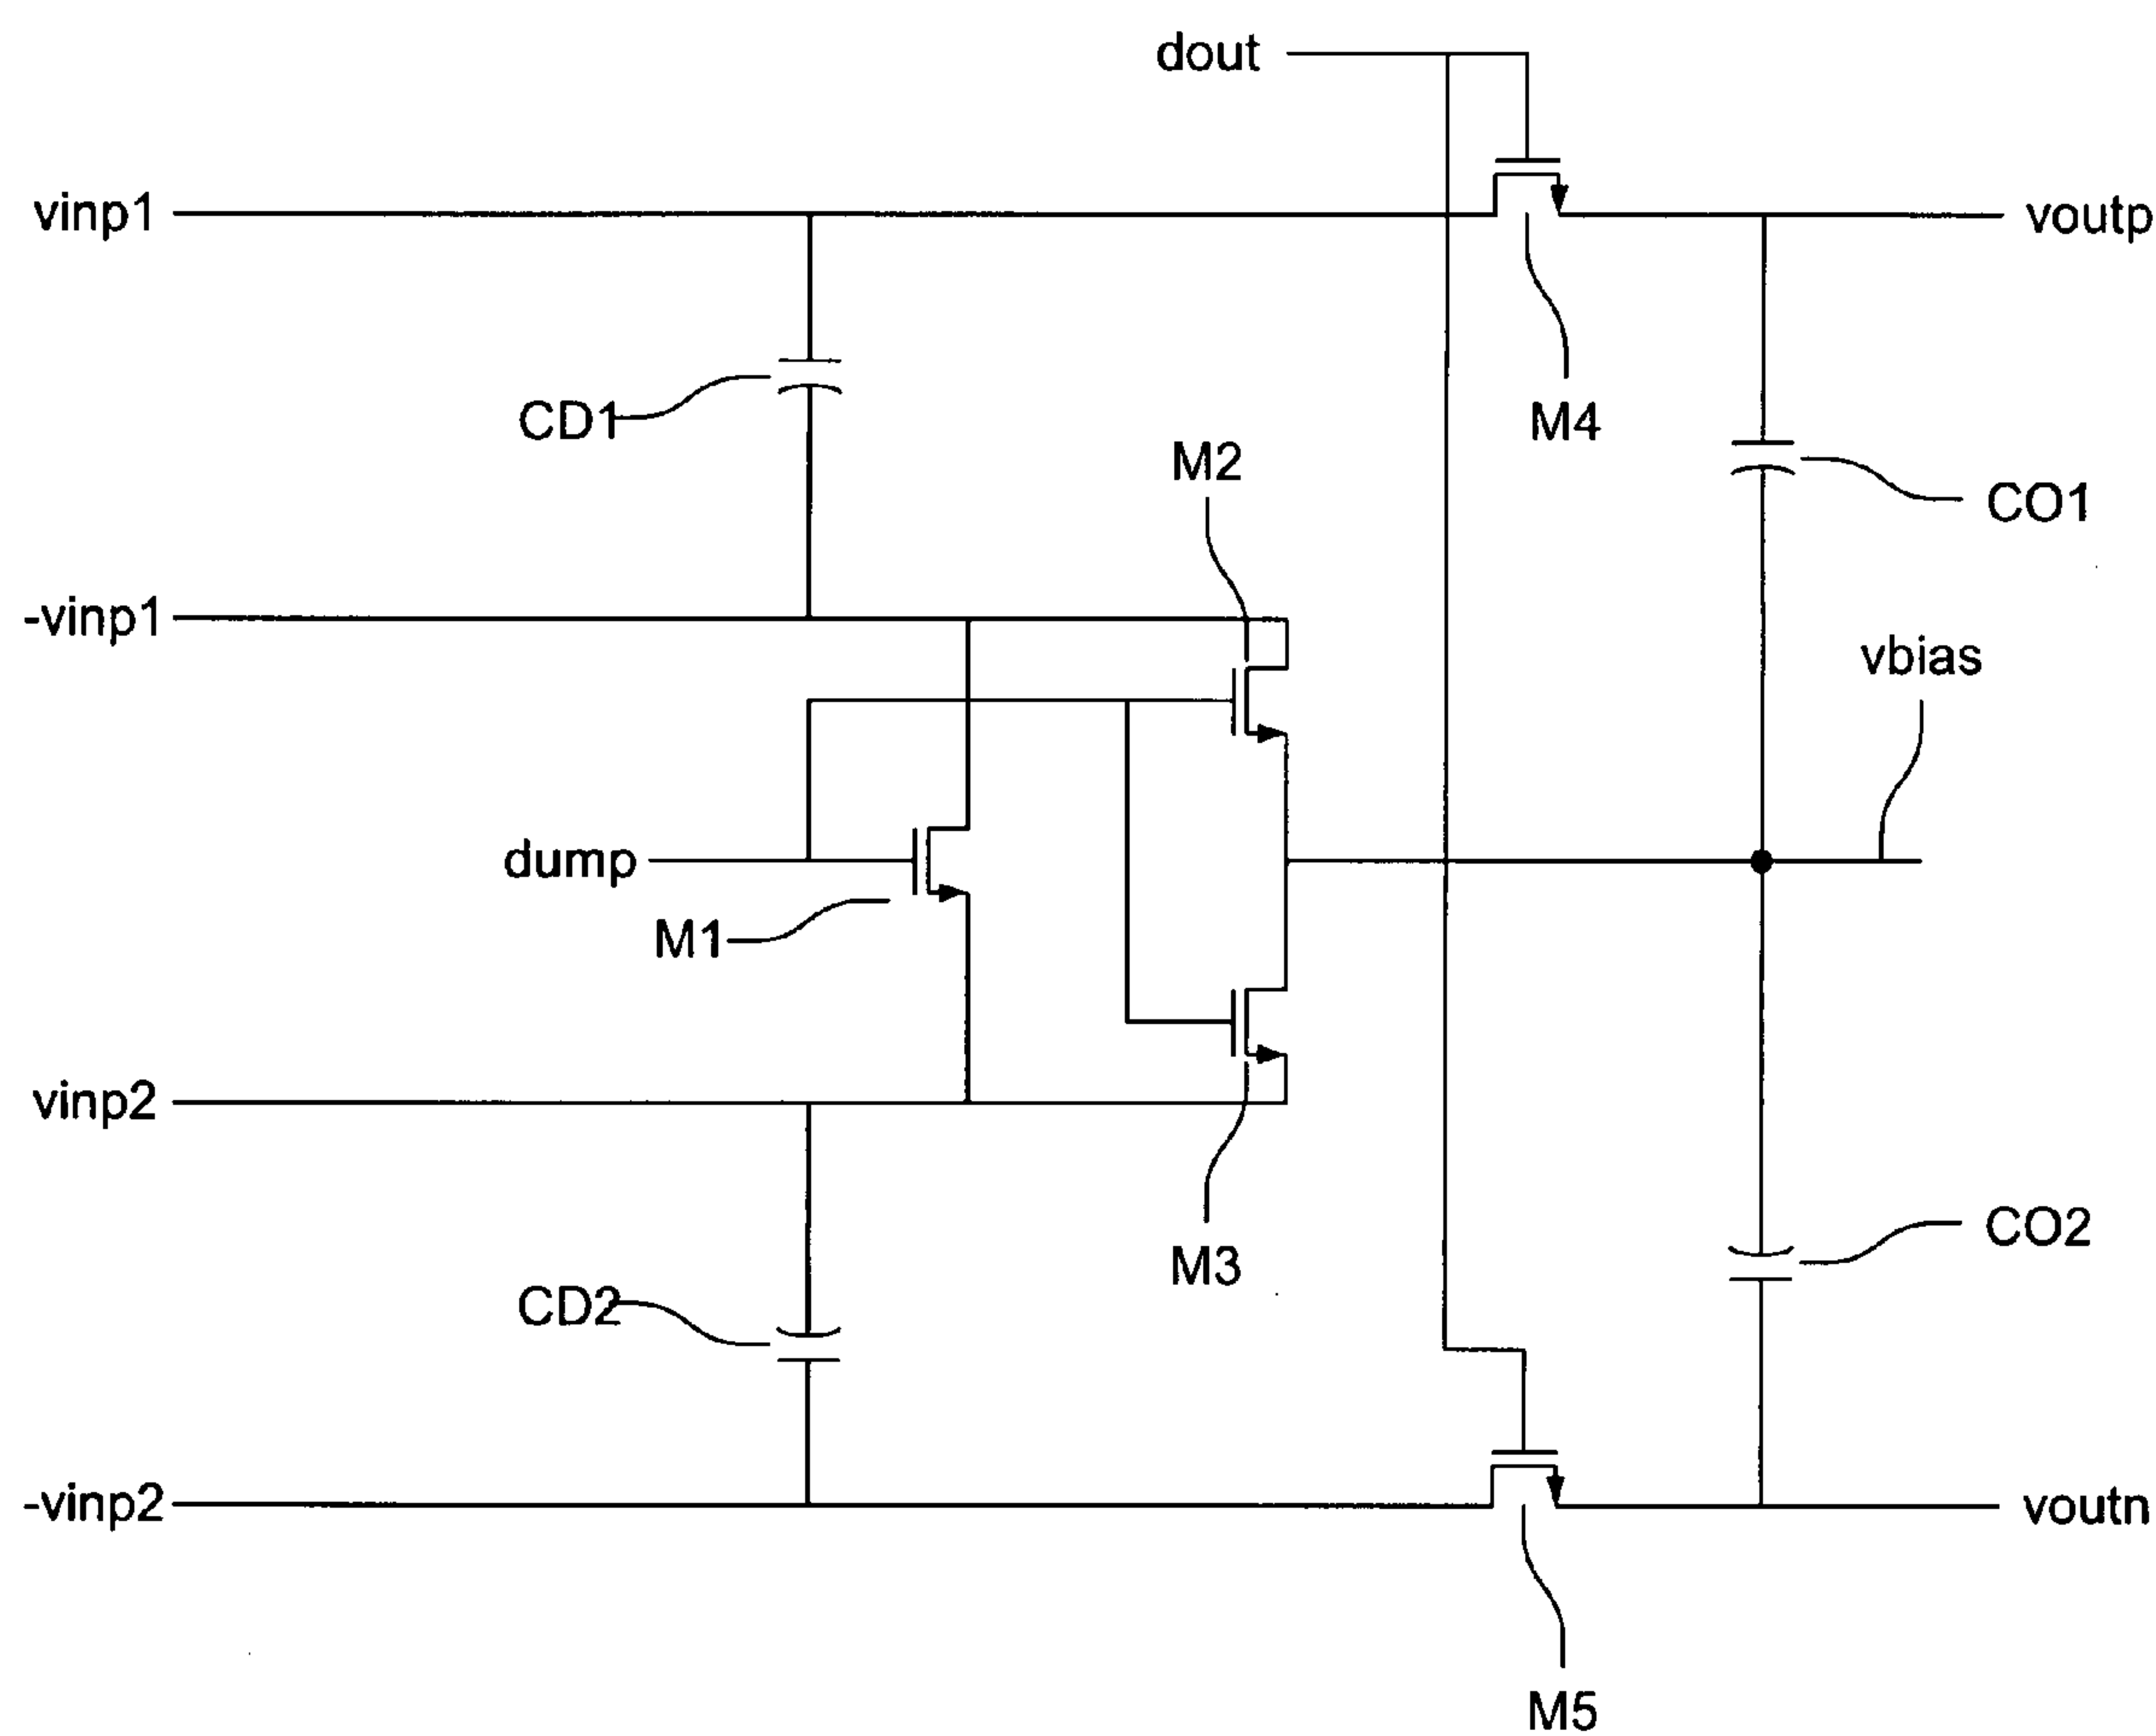 dout
vinp1
voutp
CD1
M4
M2
CO1
-vinp1
vbias
dump
M1
vinp2
CO2
M3
CD2
-vinp2
voutn
M5